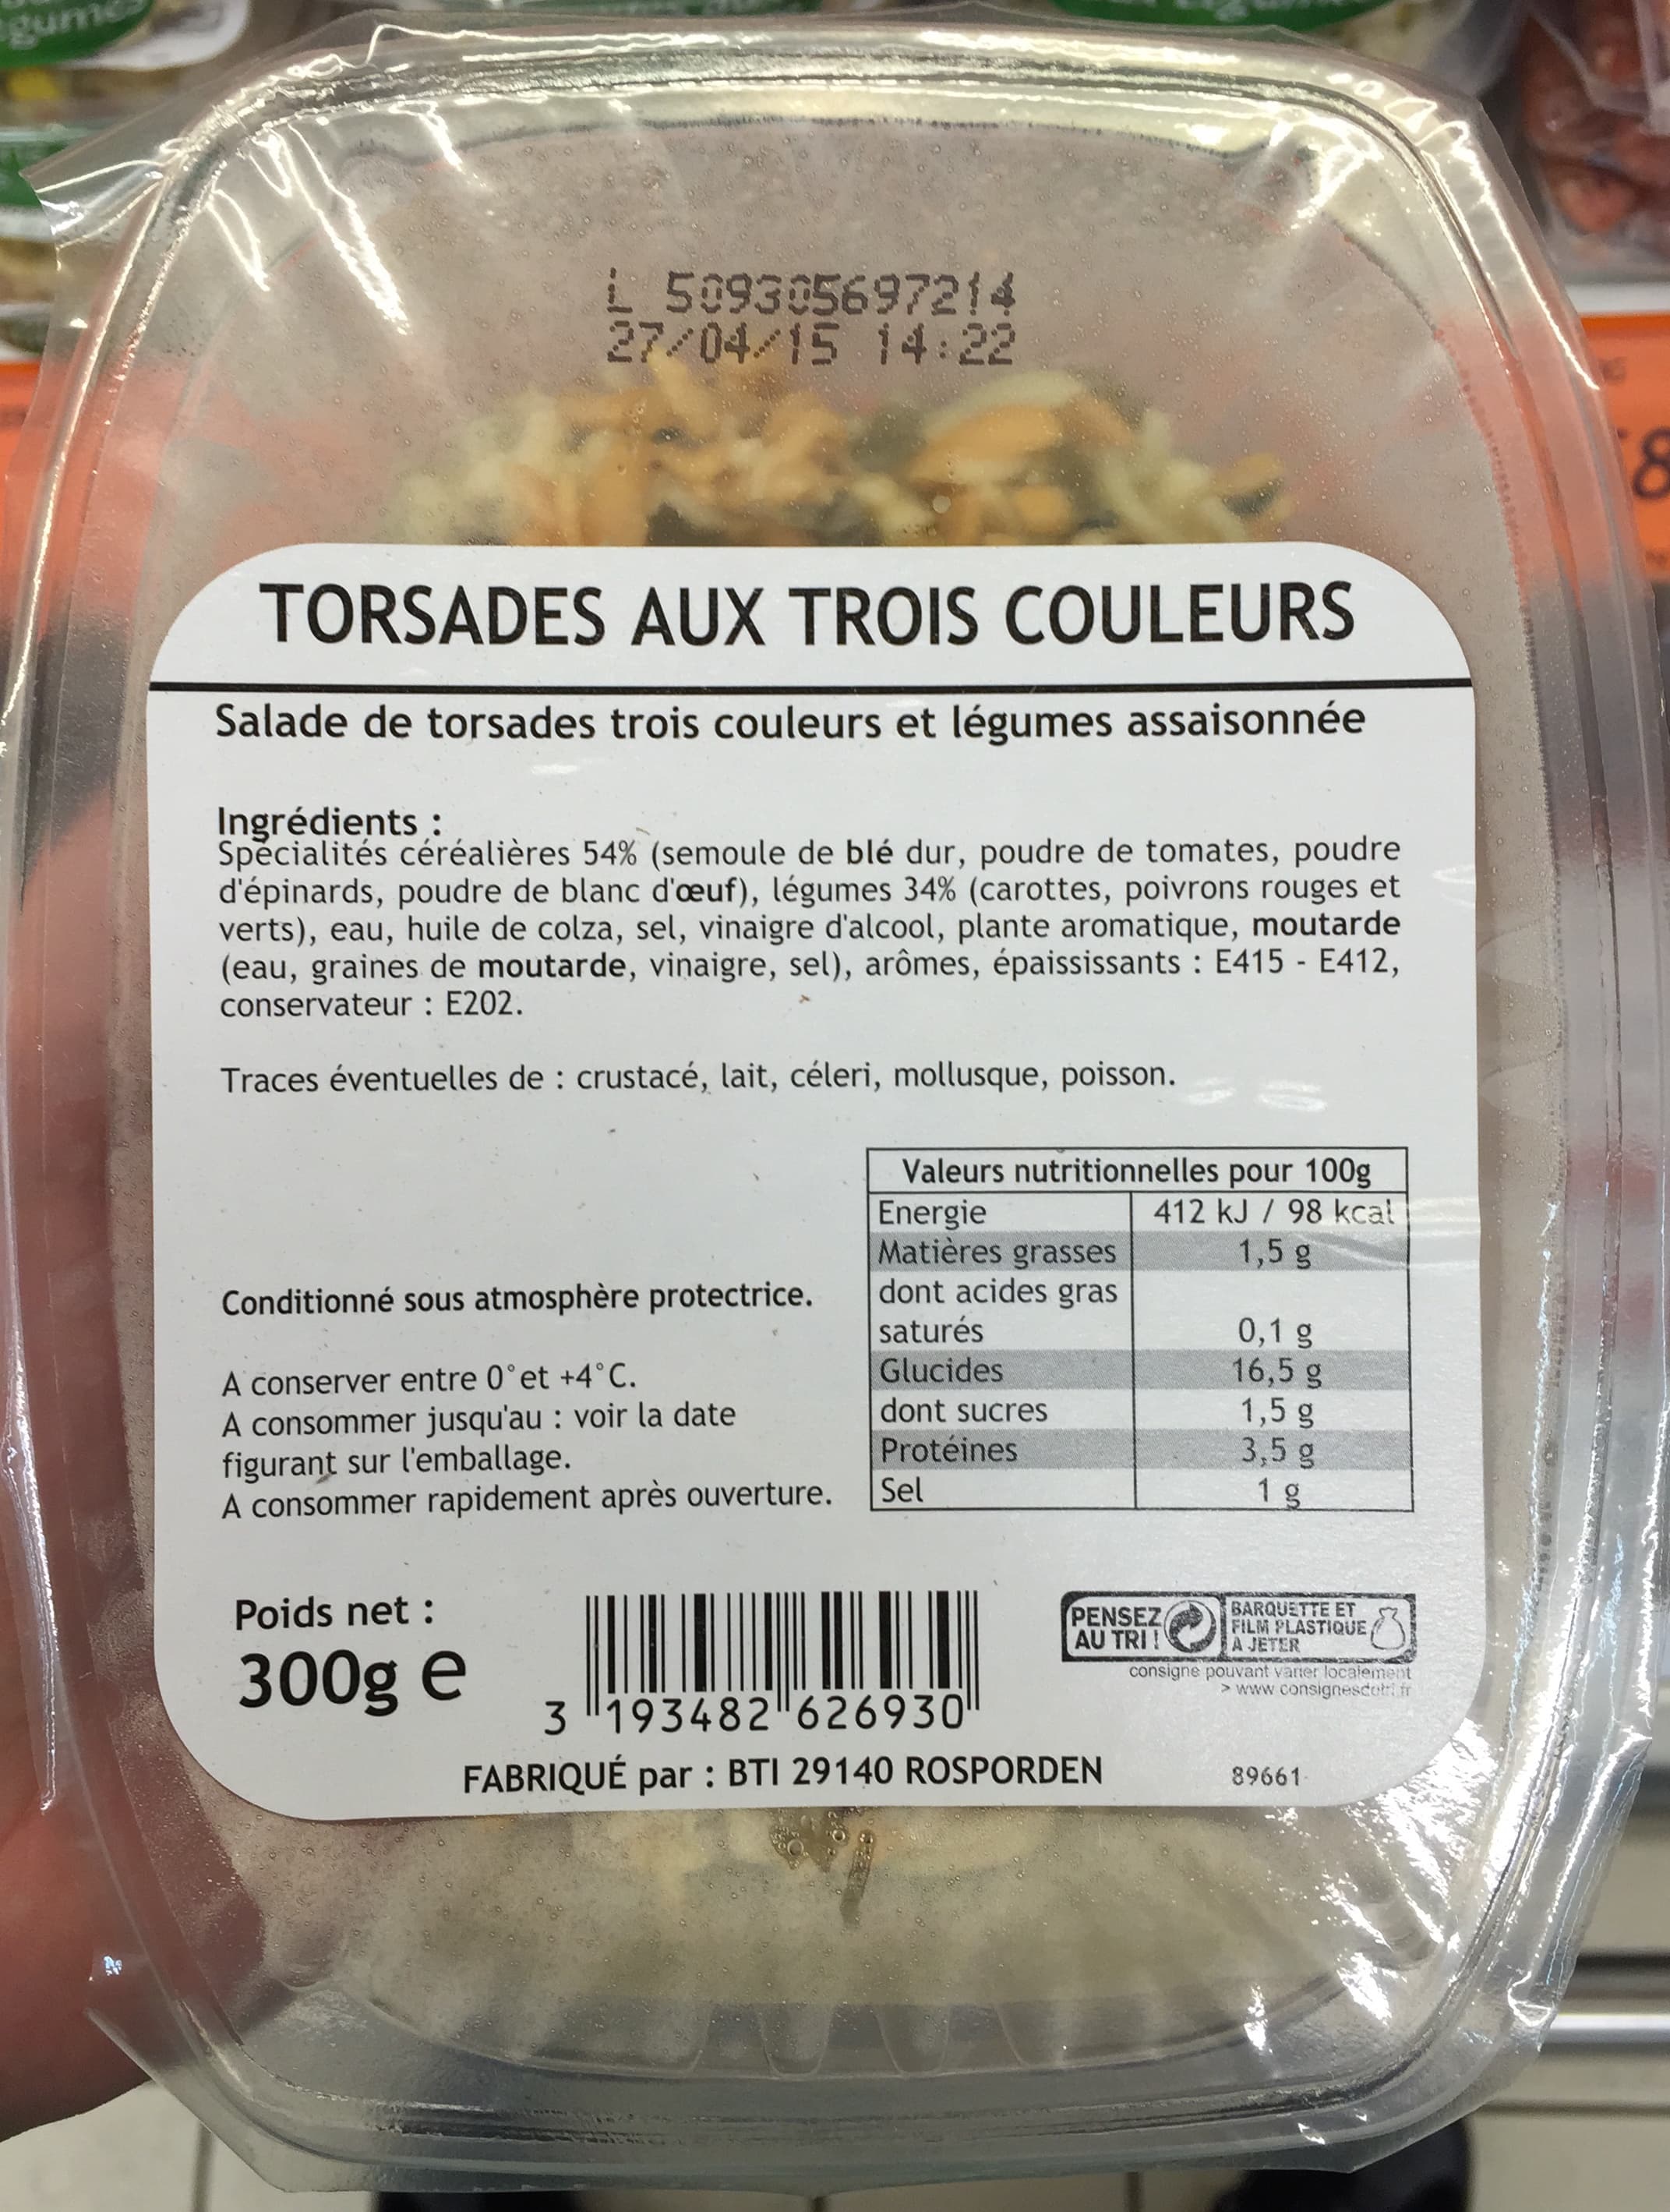 L 509305697214
27/04/15 14:22
TORSADES AUX TROIS COULEURS
Salade de torsades trois couleurs et légumes assaisonnée
Ingrédients :
Spécialités céréalières 54% (semoule de blé dur, poudre de tomates, poudre
d'épinards, poudre de blanc d'œuf), légumes 34% (carottes, poivrons rouges et
verts), eau, huile de colza, sel, vinaigre d'alcool, plante aromatique, moutarde
(eau, graines de moutarde, vinaigre, sel), arômes, épaississants : E415 - E412,
conservateur : E202.
Traces éventuelles de : crustacé, lait, céleri, mollusque, poisson.
Conditionné sous atmosphère protectrice.
A conserver entre 0° et +4°C.
A consommer jusqu'au : voir la date
figurant sur l'emballage.
A consommer rapidement après ouverture.
Valeurs nutritionnelles pour 100g
Energie 412 kJ / 98 kcal
Matières grasses 1,5 g
dont acides gras
saturés 0,1 g
Glucides 16,5 g
dont sucres 1,5 g
Protéines 3,5 g
Sel 1 g
Poids net :
300g e
3 193482 626930
PENSEZ
AU TRI !
BARQUETTE ET
FILM PLASTIQUE
À JETER
consigne pouvant varier localement
> www.consignesdetri.fr
FABRIQUÉ par : BTI 29140 ROSPORDEN
89661
8